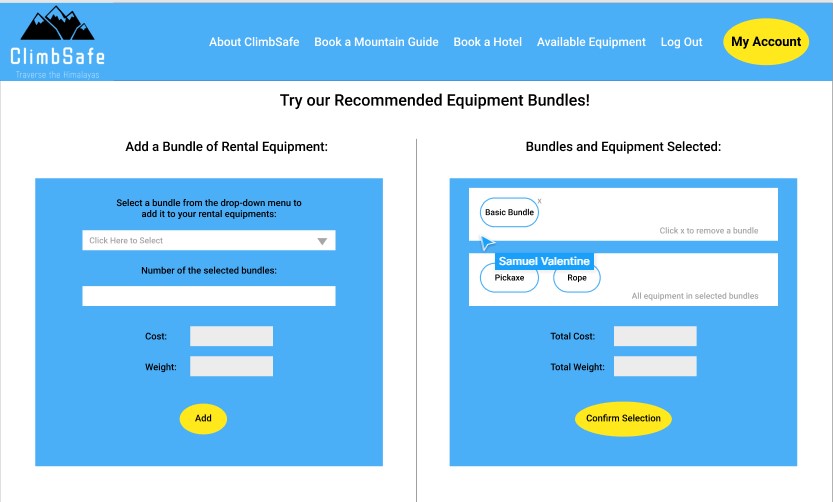 ClimbSafe
Traverse the Himalayas
About ClimbSafe Book a Mountain Guide Book a Hotel Available Equipment Log Out My Account
Try our Recommended Equipment Bundles!
Add a Bundle of Rental Equipment:
Select a bundle from the drop-down menu to
add it to your rental equipments:
Click Here to Select
Number of the selected bundles:
Cost:
Weight:
Add
Bundles and Equipment Selected:
x
Basic Bundle
Click x to remove a bundle
Samuel Valentine
Pickaxe Rope
All equipment in selected bundles
Total Cost:
Total Weight:
Confirm Selection